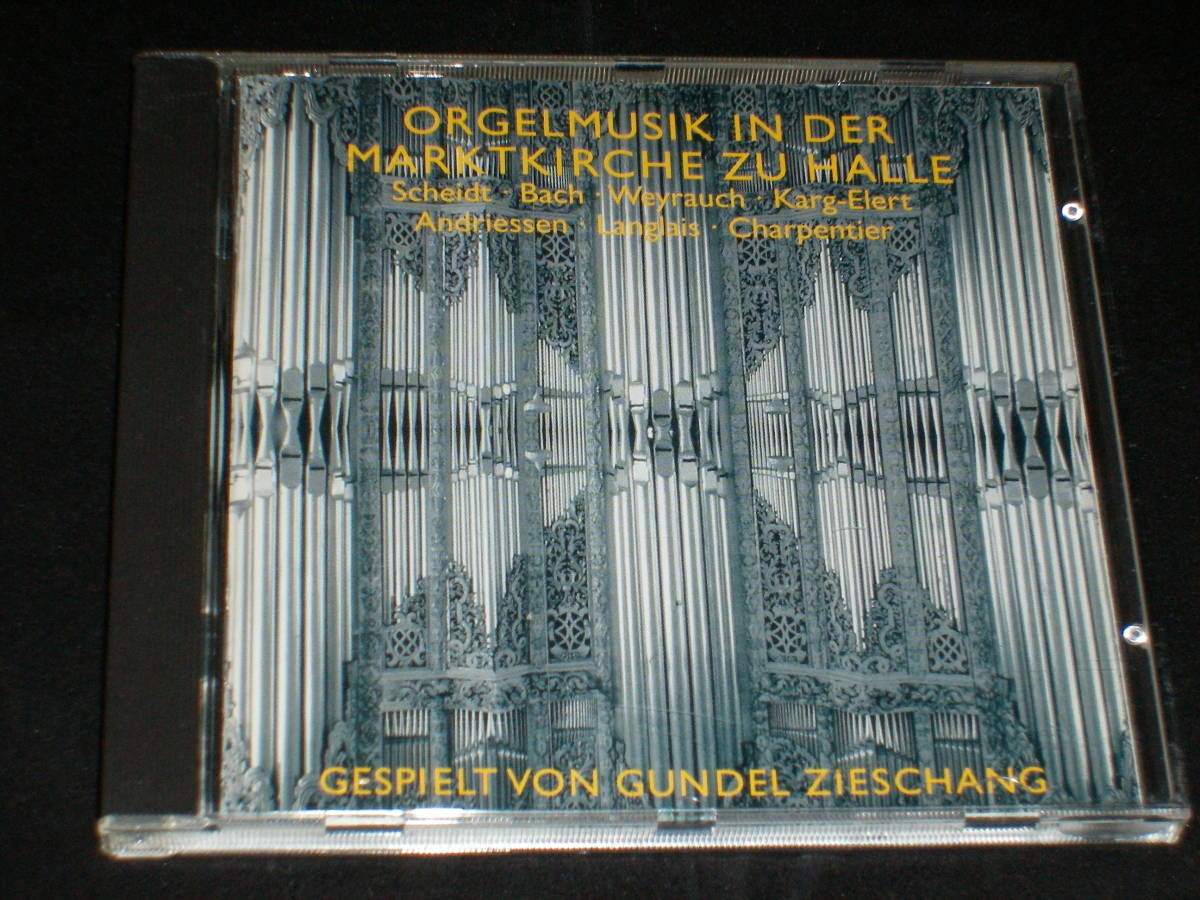 ORGELMUSIK IN DER
MARKTKIRCHE ZU HALLE
Scheidt · Bach · Weyrauch · Karg-Elert
Andriessen · Langlais · Charpentier
GESPIELT VON GUNDEL ZIESCHANG